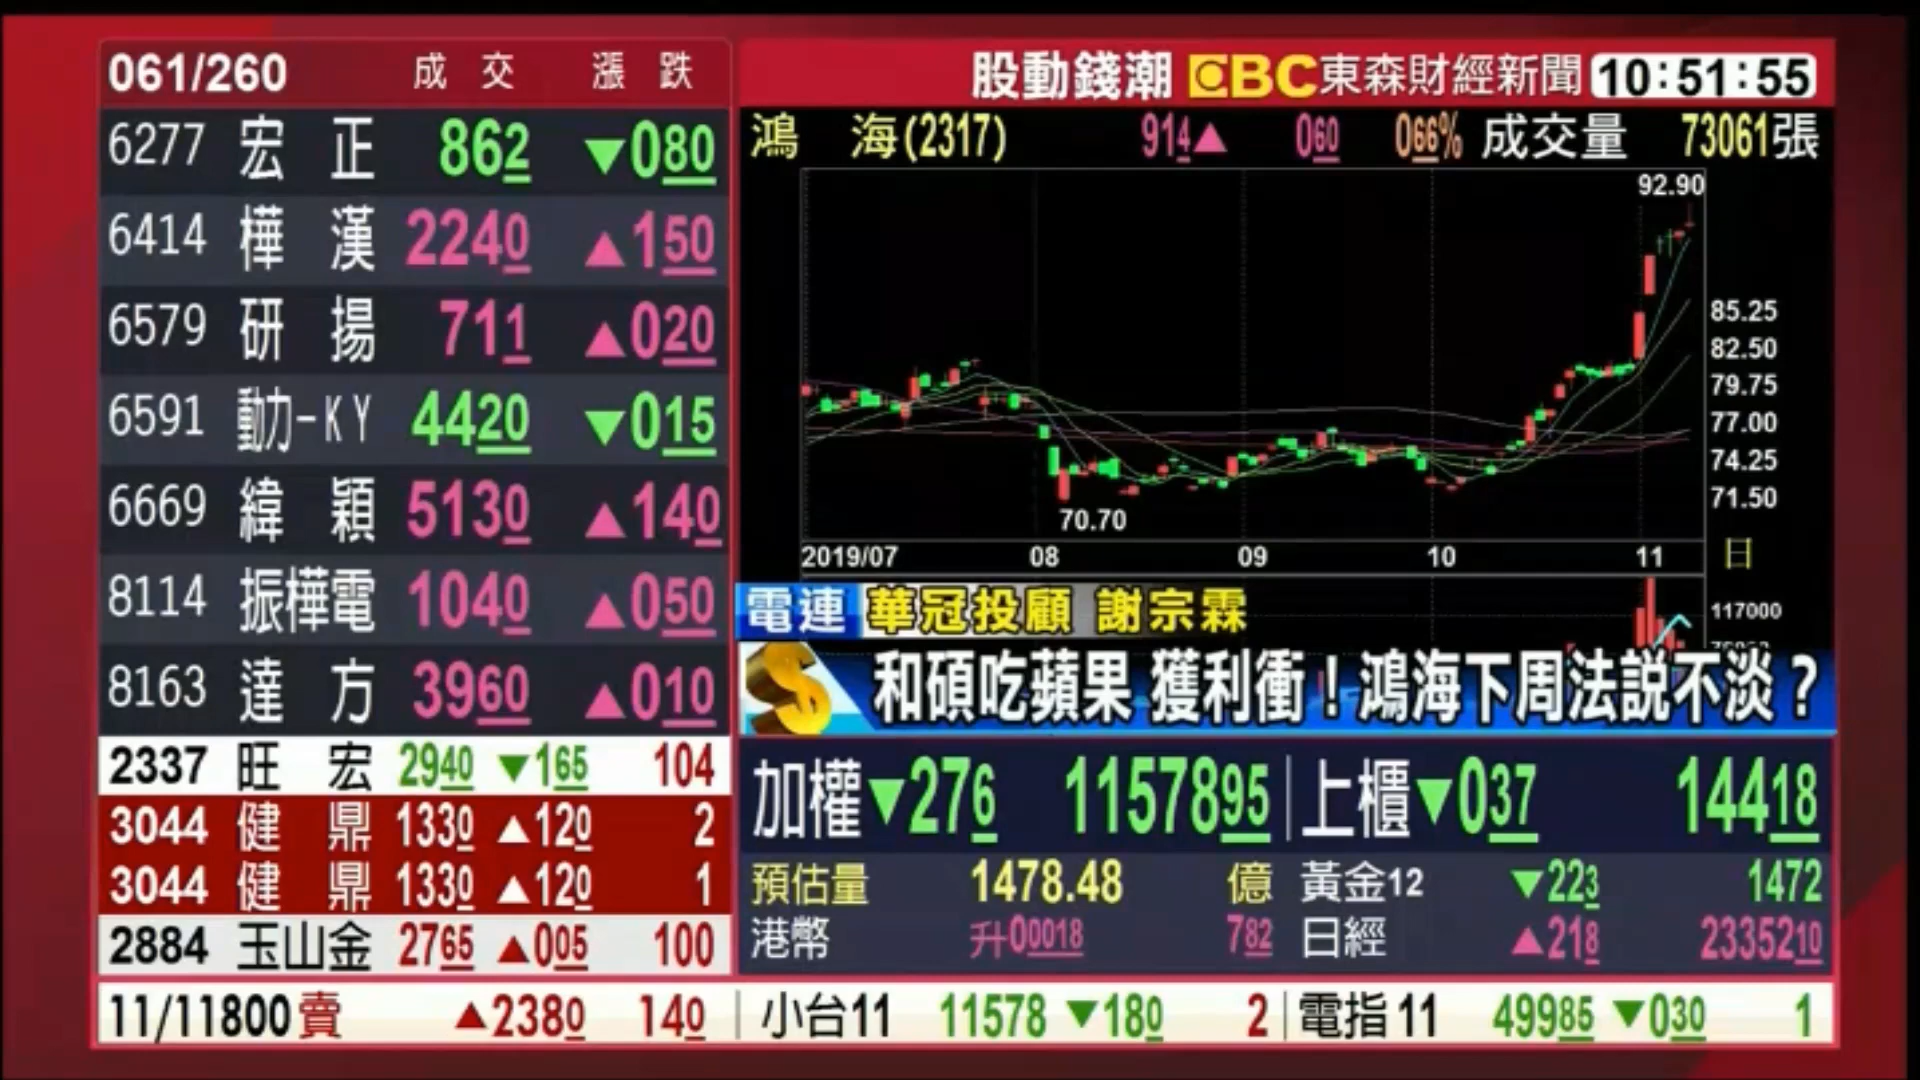 061/260 成交 漲跌
6277 宏正 862 ▼080
6414 樺漢 2240 ▲150
6579 研揚 711 ▲020
6591 動力-KY 4420 ▼015
6669 緯穎 5130 ▲140
8114 振樺電 1040 ▲050
8163 達方 3960 ▲010
2337 旺宏 2940 ▼165 104
3044 健鼎 1330 ▲120 2
3044 健鼎 1330 ▲120 1
2884 玉山金 2765 ▲005 100
股動錢潮 EBC東森財經新聞 10:51:55
鴻海(2317) 914▲ 060 066% 成交量 73061張
92.90
85.25
82.50
79.75
77.00
74.25
71.50
70.70
2019/07 08 09 10 11 日
117000
電連 華冠投顧 謝宗霖
和碩吃蘋果 獲利衝!鴻海下周法説不淡?
加權▼276 1157895 上櫃▼037 14418
預估量 1478.48 億 黃金12 ▼223 1472
港幣 升000018 782 日經 ▲218 2335210
11/11800賣 ▲2380 140 小台11 11578 ▼180 2 電指11 49985 ▼030 1